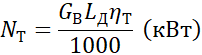 N_Т = G_В L_Д η_Т / 1000 (кВт)